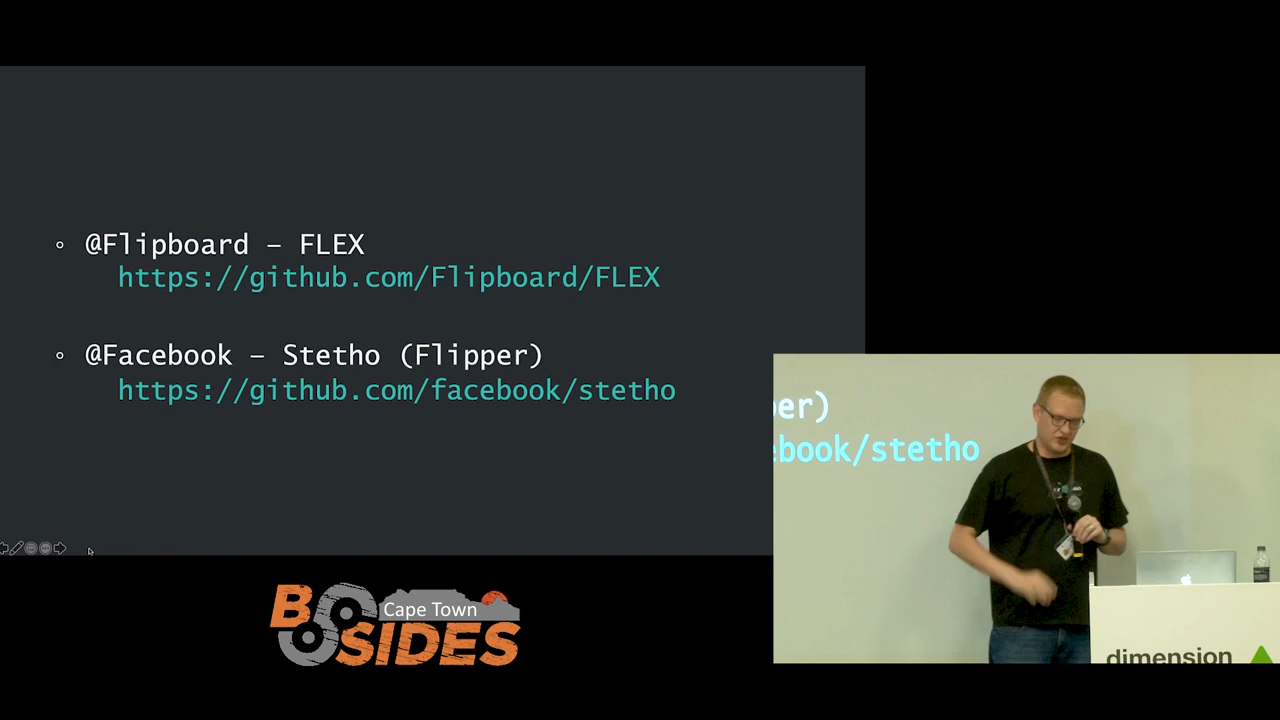 ◦ @Flipboard – FLEX
https://github.com/Flipboard/FLEX
◦ @Facebook – Stetho (Flipper)
https://github.com/facebook/stetho
per)
ebook/stetho
BSIDES
Cape Town
dimension